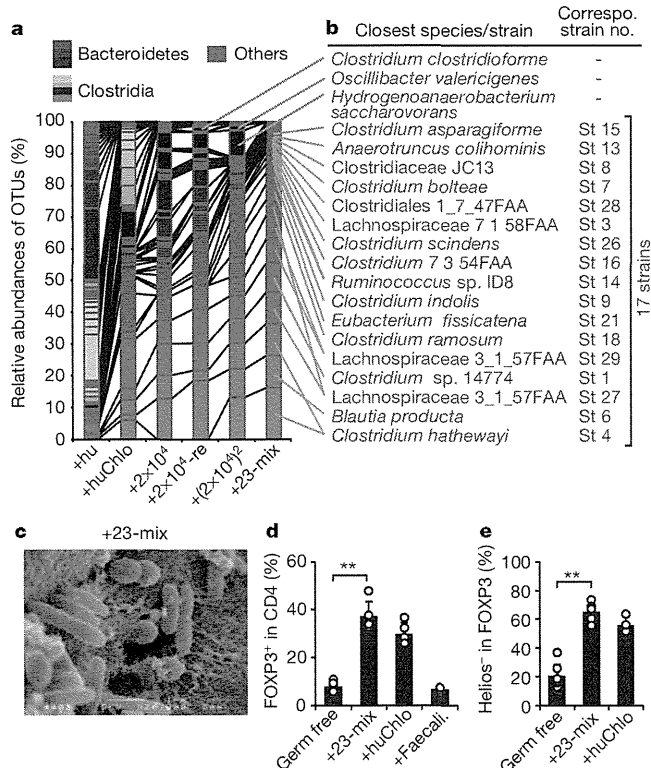 a
Bacteroidetes
Others
Clostridia
Relative abundances of OTUs (%)
100
90
80
70
60
50
40
30
20
10
0
+hu
+huChlo
+2×10⁴
+2×10⁴-re
+(2×10⁴)²
+23-mix
b
Closest species/strain
Correspo. strain no.
Clostridium clostridioforme -
Oscillibacter valericigenes -
Hydrogenoanaerobacterium -
saccharovorans
Clostridium asparagiforme St 15
Anaerotruncus colihominis St 13
Clostridiaceae JC13 St 8
Clostridium bolteae St 7
Clostridiales 1_7_47FAA St 28
Lachnospiraceae 7 1 58FAA St 3
Clostridium scindens St 26
Clostridium 7 3 54FAA St 16
Ruminococcus sp. ID8 St 14
Clostridium indolis St 9
Eubacterium fissicatena St 21
Clostridium ramosum St 18
Lachnospiraceae 3_1_57FAA St 29
Clostridium sp. 14774 St 1
Lachnospiraceae 3_1_57FAA St 27
Blautia producta St 6
Clostridium hathewayi St 4
17 strains
c
+23-mix
d
FOXP3⁺ in CD4 (%)
60
40
20
0
**
Germ free
+23-mix
+huChlo
+Faecali.
e
Helios⁻ in FOXP3 (%)
100
80
60
40
20
0
**
Germ free
+23-mix
+huChlo